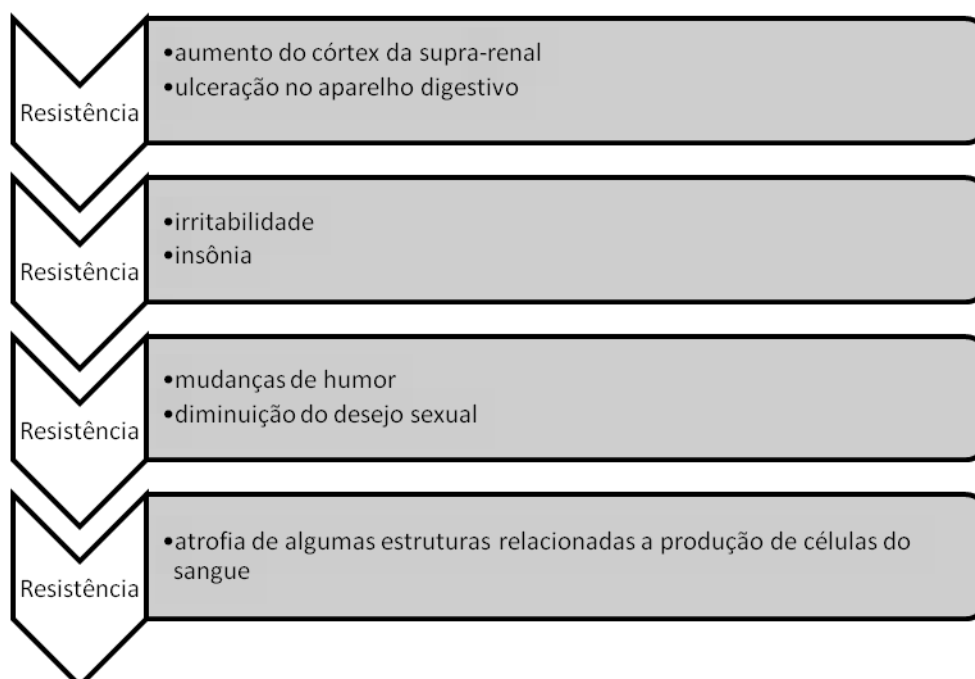 •aumento do córtex da supra-renal
•ulceração no aparelho digestivo
Resistência
•irritabilidade
•insônia
Resistência
•mudanças de humor
•diminuição do desejo sexual
Resistência
•atrofia de algumas estruturas relacionadas a produção de células do
sangue
Resistência